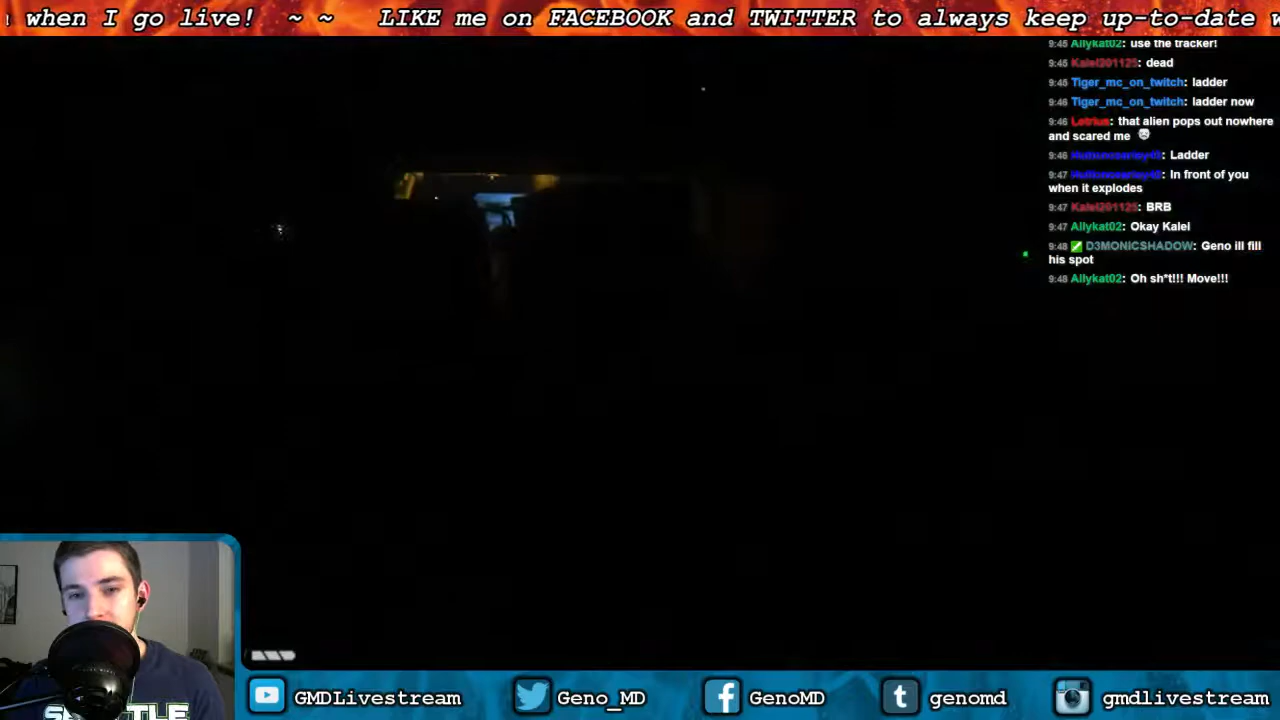 when I go live! ~ ~ LIKE me on FACEBOOK and TWITTER to always keep up-to-date w
9:45 Allykat02: use the tracker!
9:46 Kalei201125: dead
9:46 Tiger_mc_on_twitch: ladder
9:46 Tiger_mc_on_twitch: ladder now
9:46 Letrius: that alien pops out nowhere
and scared me
9:46 : Ladder
9:47 : In front of you
when it explodes
9:47 Kalei201125: BRB
9:47 Allykat02: Okay Kalei
9:48 D3MONICSHADOW: Geno ill fill
his spot
9:48 Allykat02: Oh sh*t!!! Move!!!
GMDLivestream
Geno_MD
GenoMD
genomd
gmdlivestream